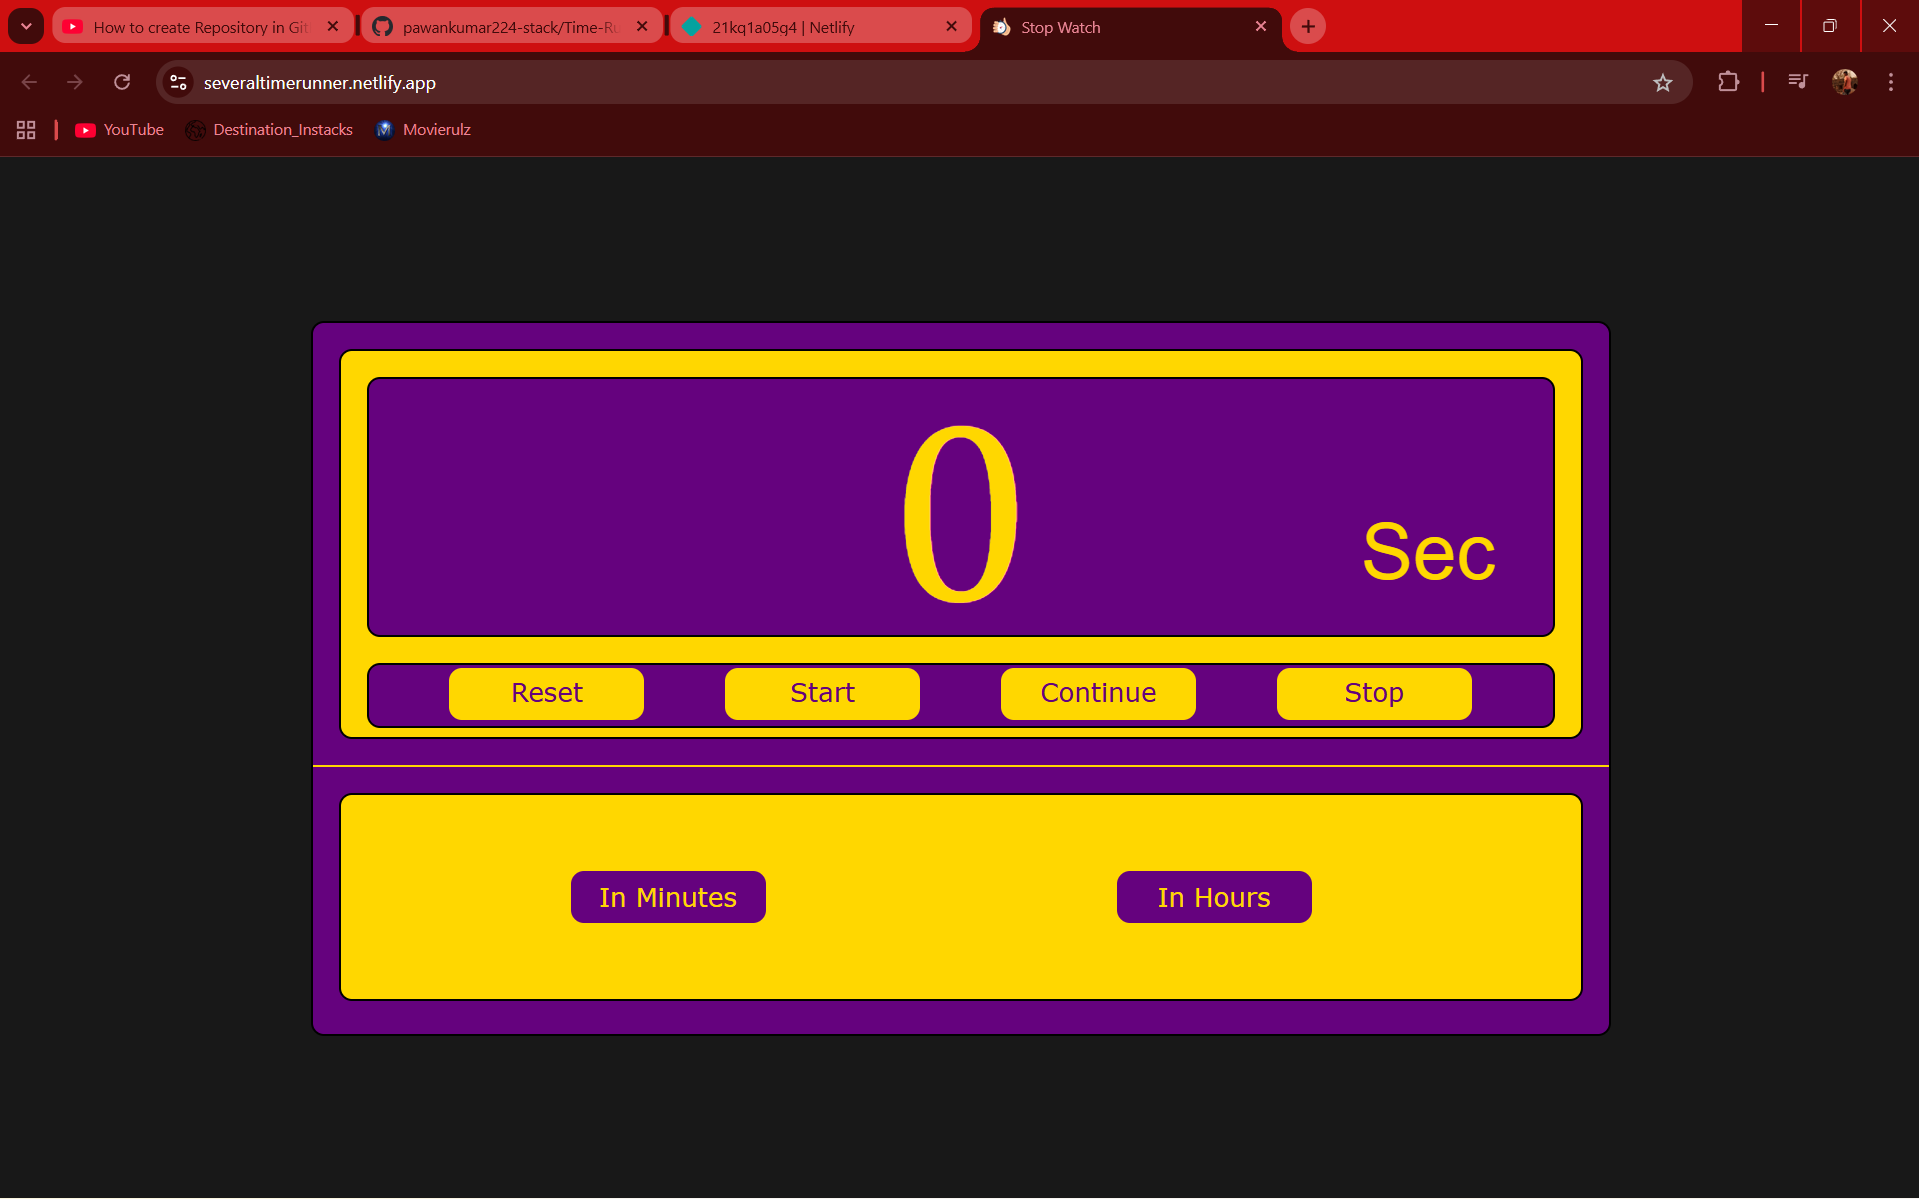 How to create Repository in Git
pawankumar224-stack/Time-Ru
21kq1a05g4 | Netlify
Stop Watch
severaltimerunner.netlify.app
YouTube
Destination_Instacks
Movierulz
0
Sec
Reset
Start
Continue
Stop
In Minutes
In Hours